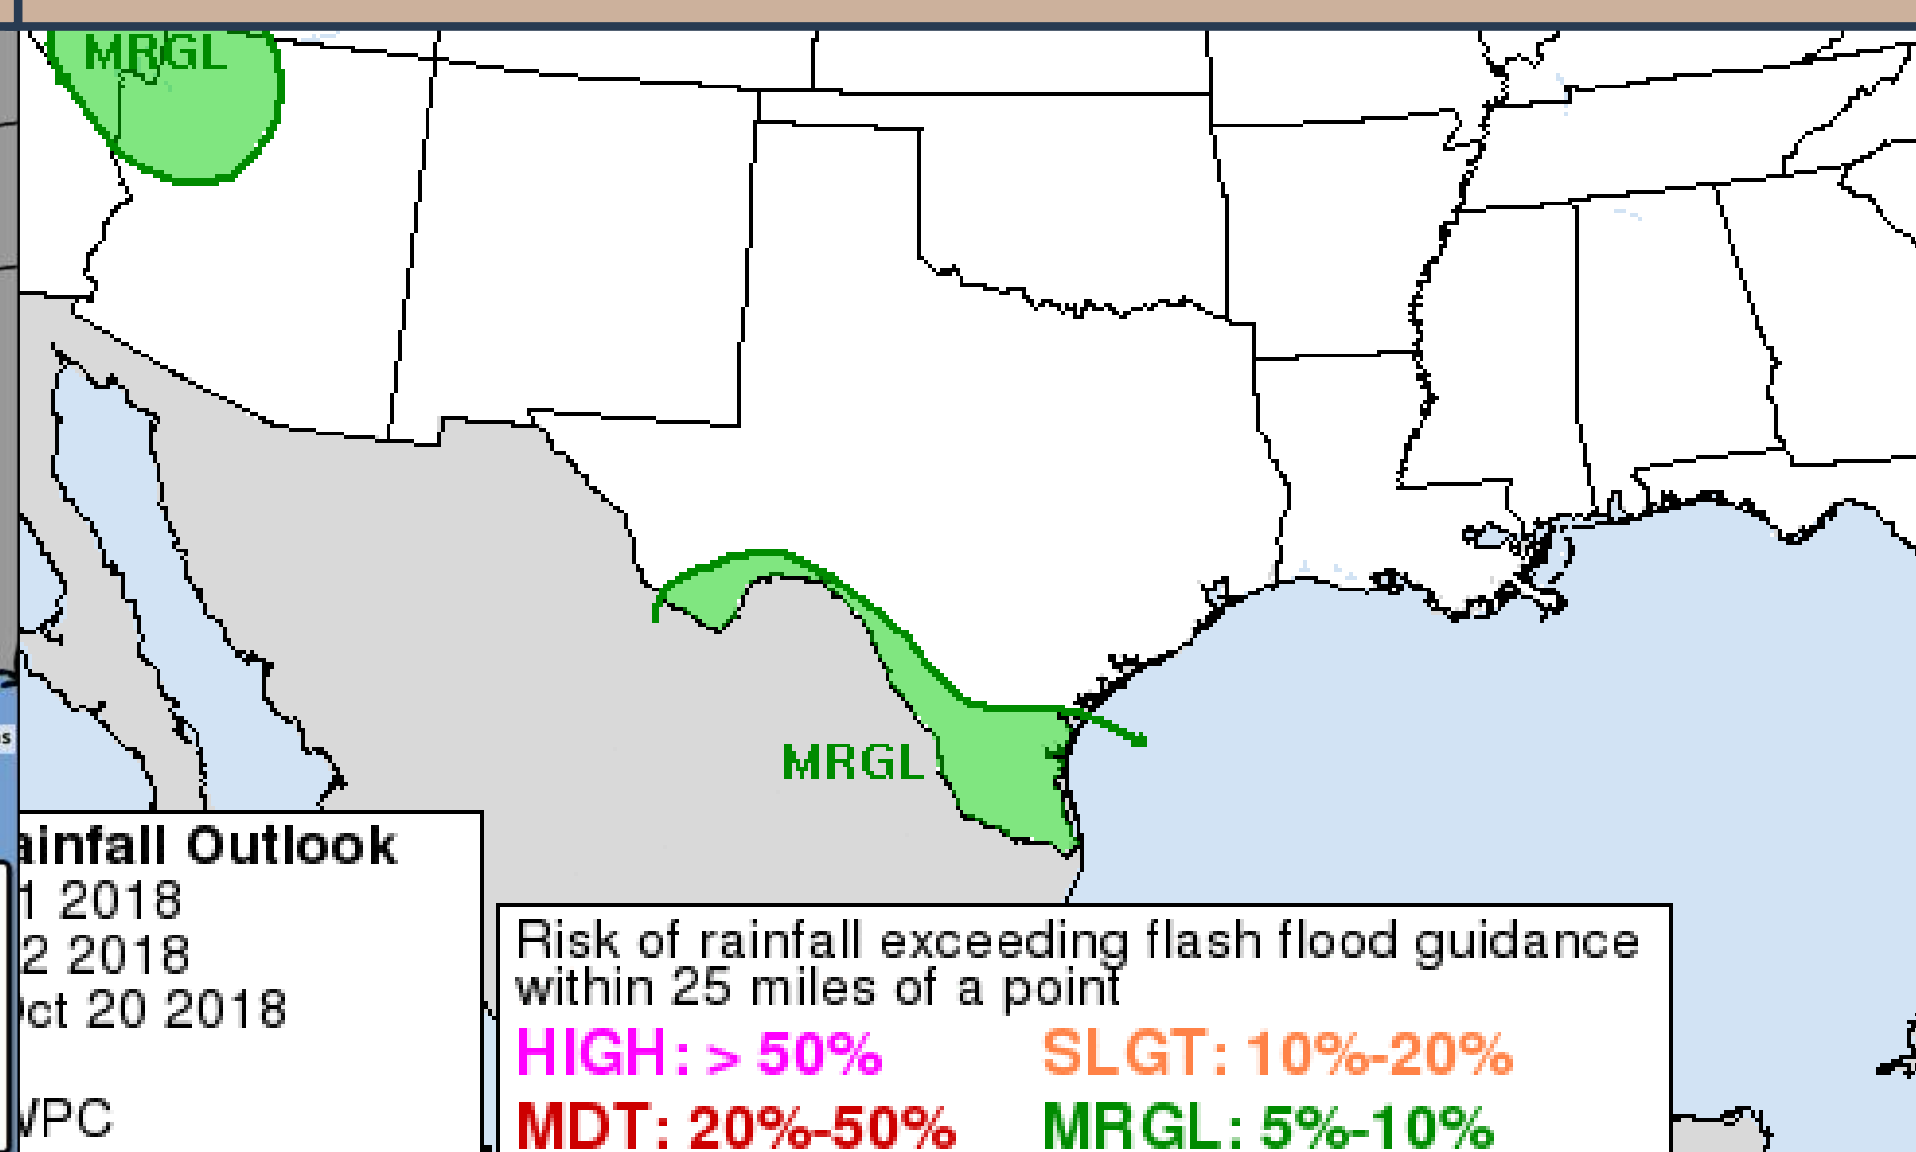 MRGL
MRGL
ainfall Outlook
1 2018
2 2018
ct 20 2018
WPC
Risk of rainfall exceeding flash flood guidance
within 25 miles of a point
HIGH: > 50%
SLGT: 10%-20%
MDT: 20%-50%
MRGL: 5%-10%